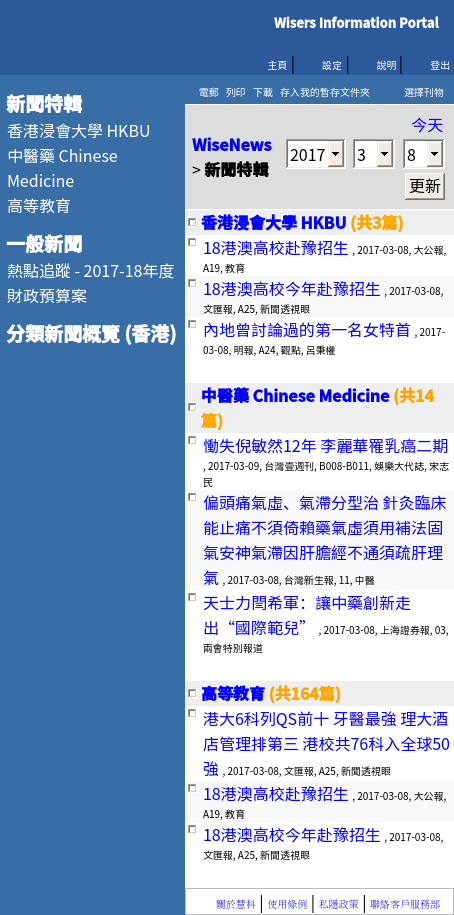 Wisers Information Portal
主頁 設定 說明 登出
新聞特輯
香港浸會大學 HKBU
中醫藥 Chinese
Medicine
高等教育
一般新聞
熱點追蹤 - 2017-18年度
財政預算案
分類新聞概覽 (香港)
電郵 列印 下載 存入我的暫存文件夾 選擇刊物
今天
WiseNews
> 新聞特輯
2017 3 8
更新
香港浸會大學 HKBU (共3篇)
18港澳高校赴豫招生 , 2017-03-08, 大公報,
A19, 教育
18港澳高校今年赴豫招生 , 2017-03-08,
文匯報, A25, 新聞透視眼
內地曾討論過的第一名女特首 , 2017-
03-08, 明報, A24, 觀點, 呂秉權
中醫藥 Chinese Medicine (共14
篇)
慟失倪敏然12年 李麗華罹乳癌二期
, 2017-03-09, 台灣壹週刊, B008-B011, 娛樂大代誌, 宋志
民
偏頭痛氣虛、氣滯分型治 針灸臨床
能止痛不須倚賴藥氣虛須用補法固
氣安神氣滯因肝膽經不通須疏肝理
氣 , 2017-03-08, 台灣新生報, 11, 中醫
天士力閆希軍：讓中藥創新走
出“國際範兒” , 2017-03-08, 上海證券報, 03,
兩會特別報道
高等教育 (共164篇)
港大6科列QS前十 牙醫最強 理大酒
店管理排第三 港校共76科入全球50
強 , 2017-03-08, 文匯報, A25, 新聞透視眼
18港澳高校赴豫招生 , 2017-03-08, 大公報,
A19, 教育
18港澳高校今年赴豫招生 , 2017-03-08,
文匯報, A25, 新聞透視眼
關於慧科 使用條例 私隱政策 聯絡客戶服務部